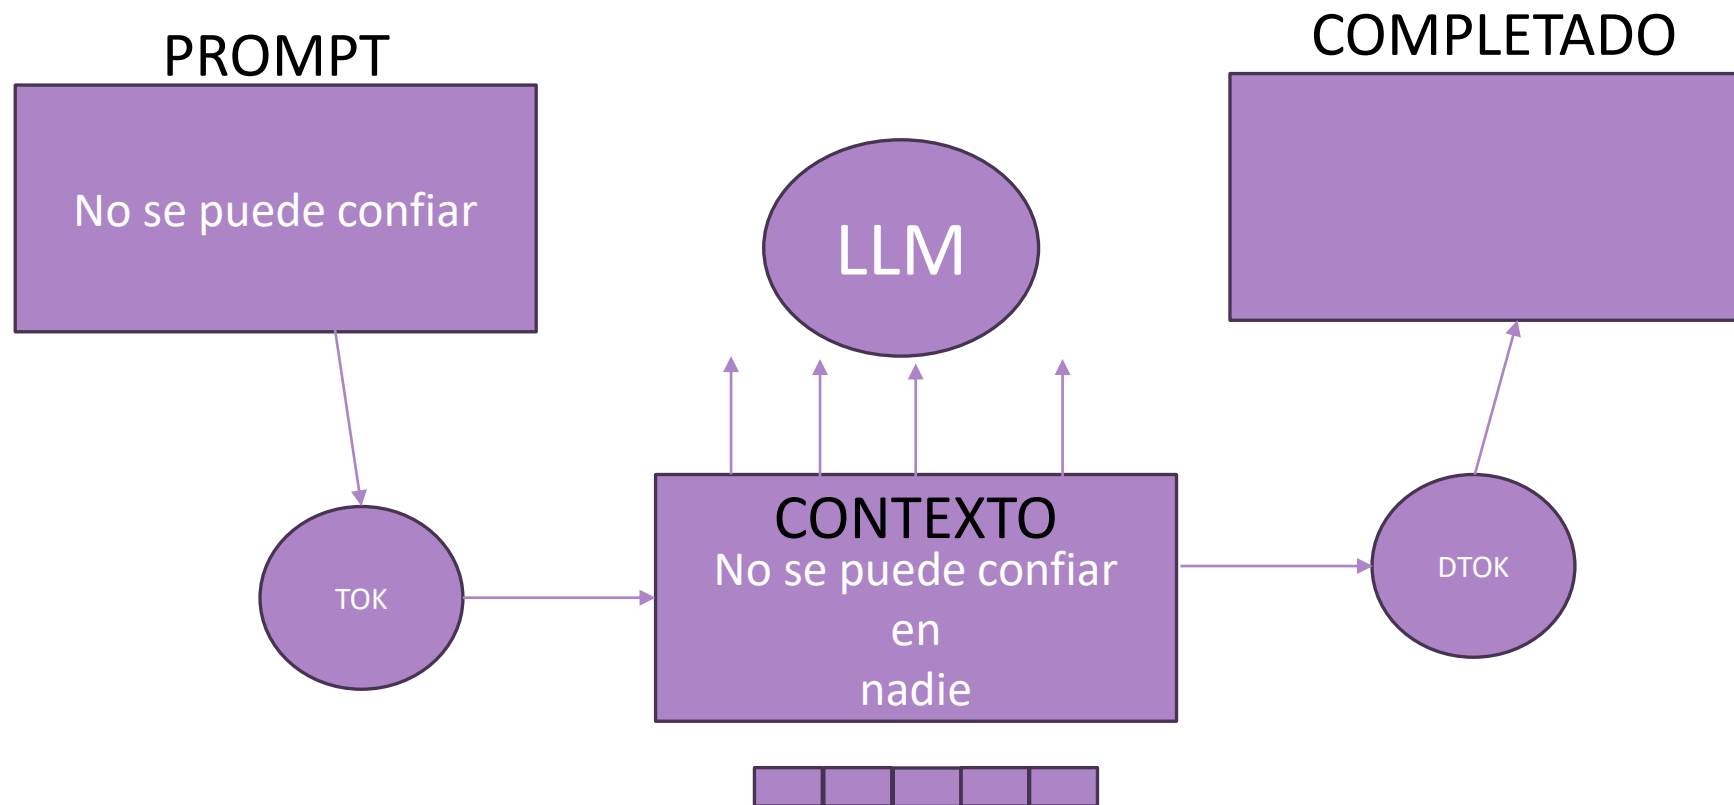 PROMPT
No se puede confiar
LLM
COMPLETADO
TOK
CONTEXTO
No se puede confiar
en
nadie
DTOK